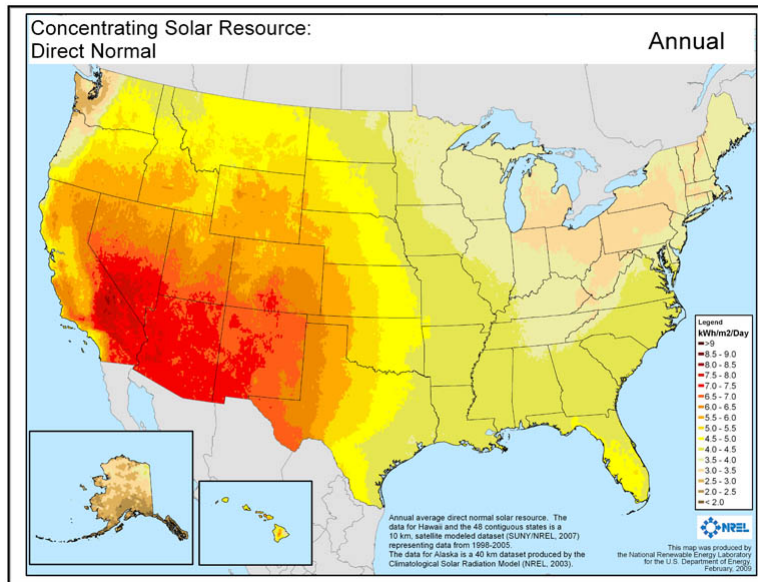 Concentrating Solar Resource:
Direct Normal
Annual
Legend
kWh/m2/Day
>9
8.5 - 9.0
8.0 - 8.5
7.5 - 8.0
7.0 - 7.5
6.5 - 7.0
6.0 - 6.5
5.5 - 6.0
5.0 - 5.5
4.5 - 5.0
4.0 - 4.5
3.5 - 4.0
3.0 - 3.5
2.5 - 3.0
2.0 - 2.5
< 2.0
Annual average direct normal solar resource. The
data for Hawaii and the 48 contiguous states is a
10 km, satellite modeled dataset (SUNY/NREL, 2007)
representing data from 1998-2005.
The data for Alaska is a 40 km dataset produced by the
Climatological Solar Radiation Model (NREL, 2003).
NREL
This map was produced by
the National Renewable Energy Laboratory
for the U.S. Department of Energy.
February, 2009